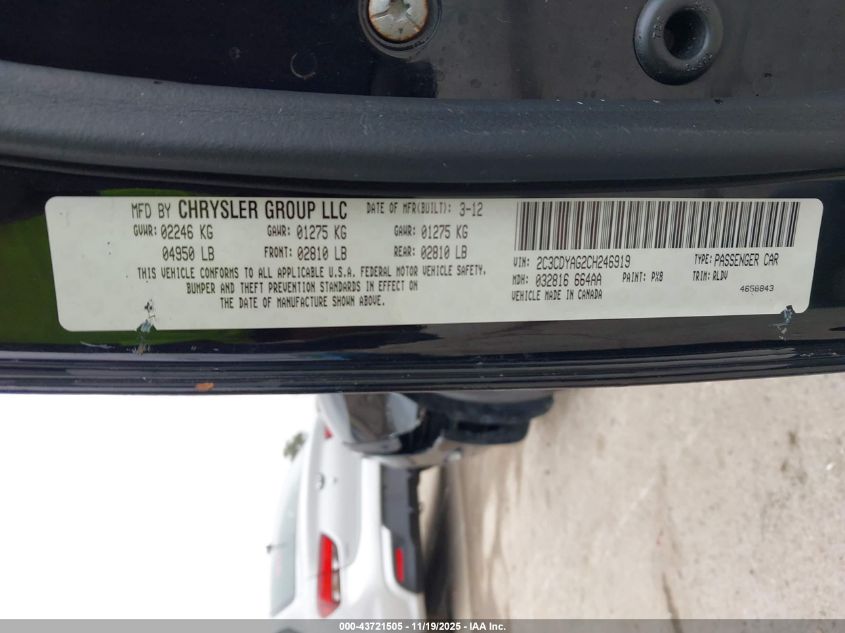 MFD BY CHRYSLER GROUP LLC DATE OF MFR(BUILT): 3-12
GVWR: 02246 KG GAWR: 01275 KG GAWR: 01275 KG
04950 LB FRONT: 02810 LB REAR: 02810 LB
THIS VEHICLE CONFORMS TO ALL APPLICABLE U.S.A. FEDERAL MOTOR VEHICLE SAFETY,
BUMPER AND THEFT PREVENTION STANDARDS IN EFFECT ON
THE DATE OF MANUFACTURE SHOWN ABOVE.
VIN: 2C3CDYAG2CH246919 TYPE: PASSENGER CAR
MDH: 032816 664AA PAINT: PX8 TRIM: RLDV
VEHICLE MADE IN CANADA 4658843
000-43721505 - 11/19/2025 - IAA Inc.